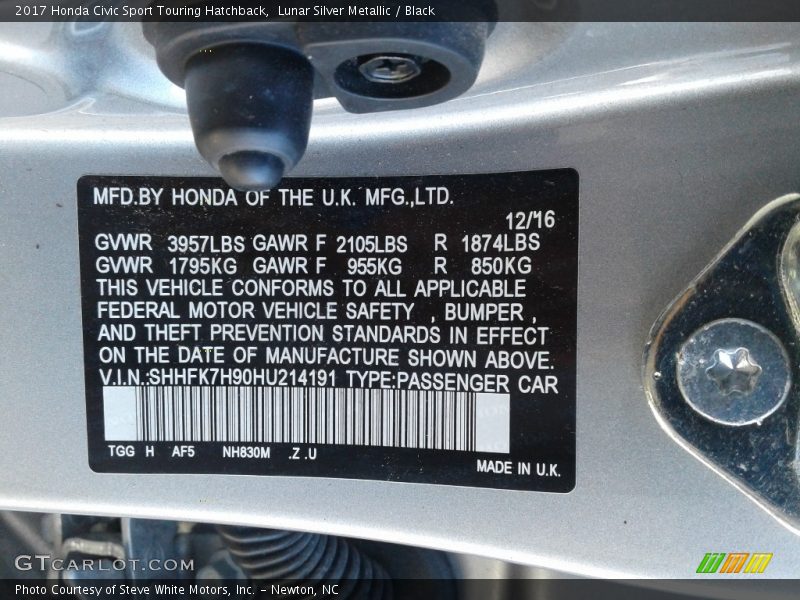 2017 Honda Civic Sport Touring Hatchback,  Lunar Silver Metallic / Black
MFD.BY HONDA OF THE U.K. MFG.,LTD.
12/16
GVWR 3957LBS GAWR F 2105LBS R 1874LBS
GVWR 1795KG GAWR F 955KG R 850KG
THIS VEHICLE CONFORMS TO ALL APPLICABLE
FEDERAL MOTOR VEHICLE SAFETY , BUMPER ,
AND THEFT PREVENTION STANDARDS IN EFFECT
ON THE DATE OF MANUFACTURE SHOWN ABOVE.
V.I.N.:SHHFK7H90HU214191 TYPE:PASSENGER CAR
TGG H AF5 NH830M .Z .U
MADE IN U.K.
GTCARLOT.COM
Photo Courtesy of Steve White Motors, Inc. – Newton, NC